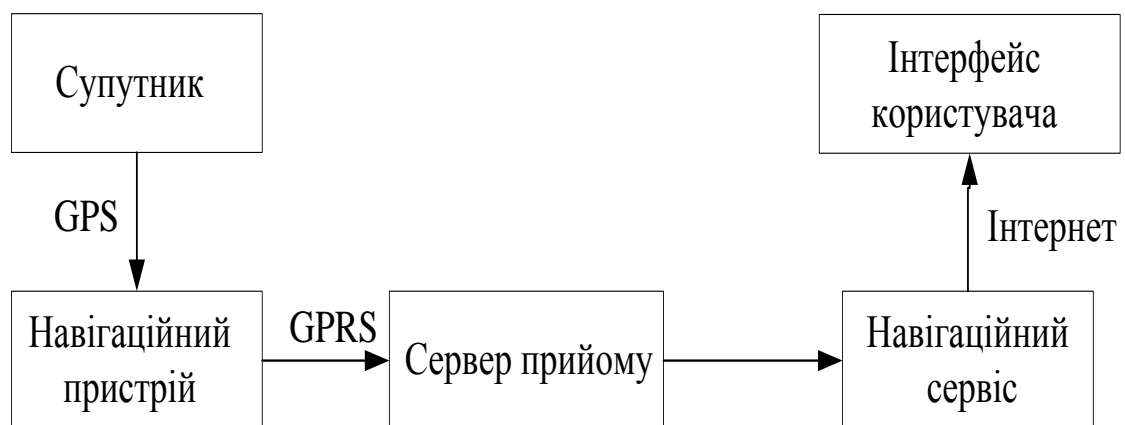 Супутник
GPS
Навігаційний
пристрій
GPRS
Сервер прийому
Навігаційний
сервіс
Інтернет
Інтерфейс
користувача